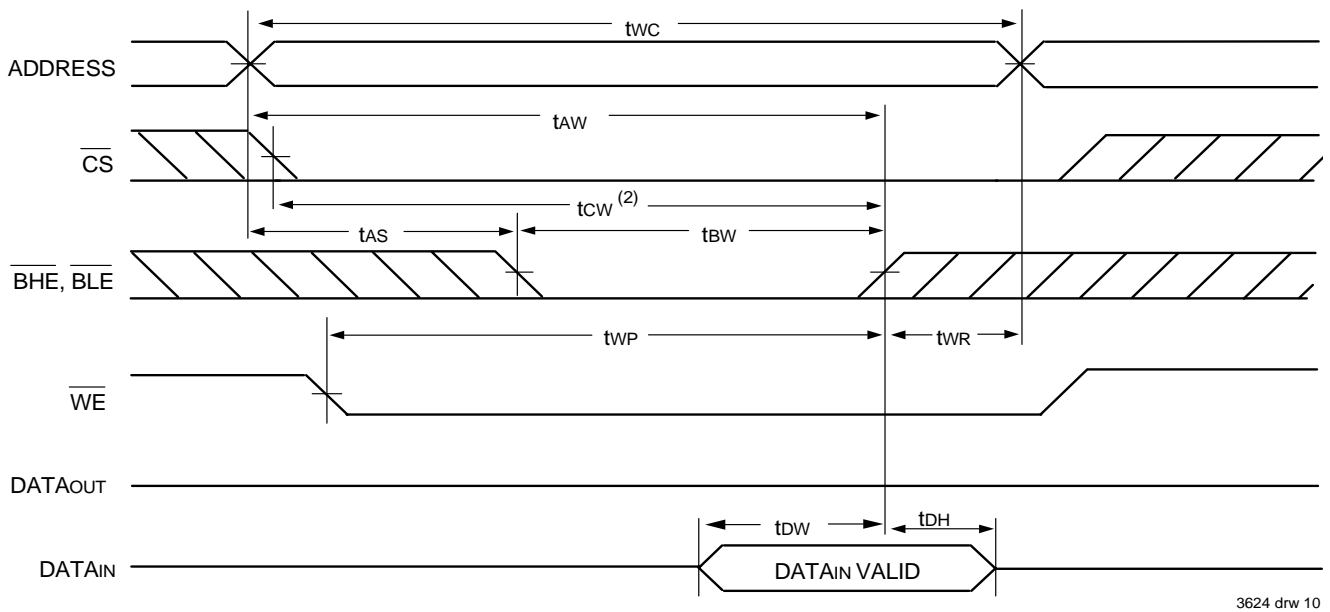 tWC
ADDRESS
tAW
CS
tCW (2)
tAS
tBW
BHE, BLE
tWP
tWR
WE
DATAOUT
tDW
tDH
DATAIN
DATAIN VALID
3624 drw 10